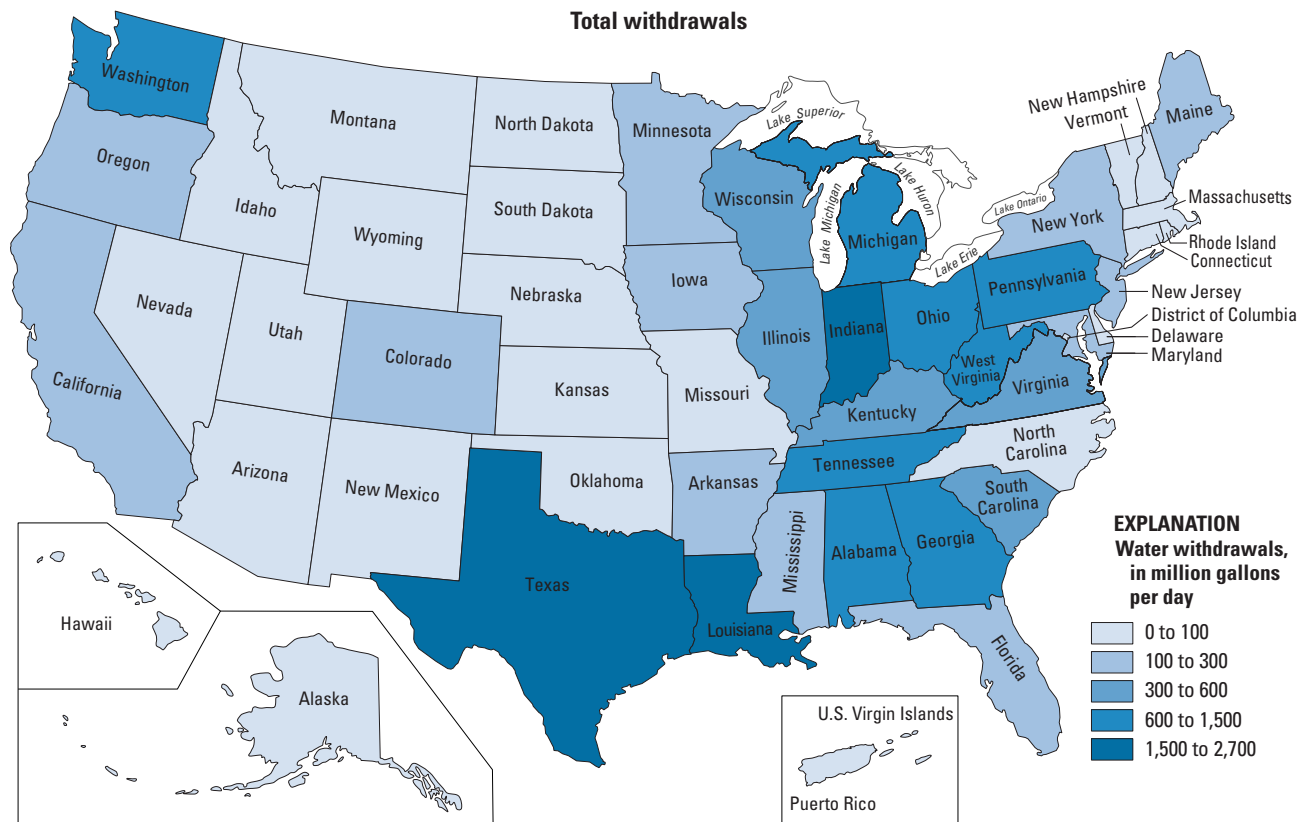 Total withdrawals
Washington
Montana
North Dakota
Minnesota
Lake Superior
New Hampshire
Vermont
Maine
Oregon
Idaho
Wyoming
South Dakota
Wisconsin
Lake Michigan
Lake Huron
Michigan
Lake Ontario
New York
Massachusetts
Rhode Island
Connecticut
Lake Erie
Nevada
Utah
Colorado
Nebraska
Iowa
Illinois
Indiana
Ohio
Pennsylvania
New Jersey
District of Columbia
Delaware
Maryland
California
Kansas
Missouri
Kentucky
West
Virginia
Virginia
Arizona
New Mexico
Oklahoma
Arkansas
Tennessee
North
Carolina
South
Carolina
Texas
Louisiana
Mississippi
Alabama
Georgia
Florida
Hawaii
Alaska
U.S. Virgin Islands
Puerto Rico
EXPLANATION
Water withdrawals,
in million gallons
per day
0 to 100
100 to 300
300 to 600
600 to 1,500
1,500 to 2,700